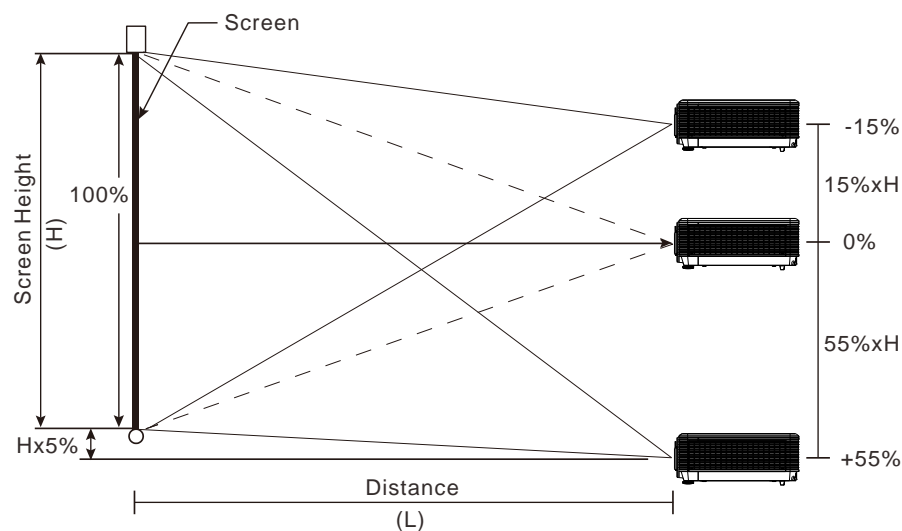 Screen
-15%
Screen Height
(H)
100%
15%xH
0%
55%xH
Hx5%
+55%
Distance
(L)